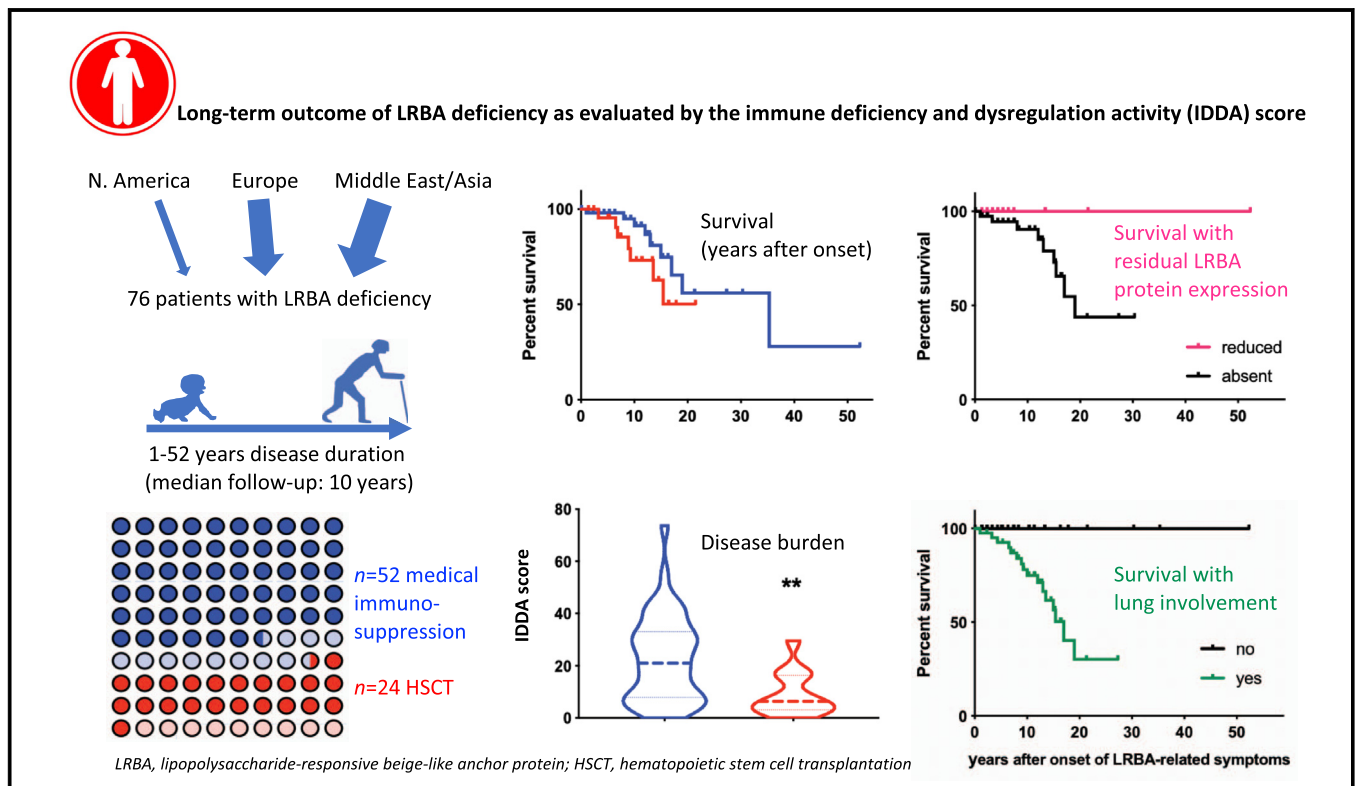 Long-term outcome of LRBA deficiency as evaluated by the immune deficiency and dysregulation activity (IDDA) score
N. America
Europe
Middle East/Asia
76 patients with LRBA deficiency
1-52 years disease duration
(median follow-up: 10 years)
n=52 medical
immuno-
suppression
n=24 HSCT
Percent survival
100
50
0
Survival
(years after onset)
0 10 20 30 40 50
Percent survival
100
50
0
Survival with
residual LRBA
protein expression
reduced
absent
0 10 20 30 40 50
IDDA score
80
60
40
20
0
Disease burden
**
Percent survival
100
50
0
Survival with
lung involvement
no
yes
0 10 20 30 40 50
years after onset of LRBA-related symptoms
LRBA, lipopolysaccharide-responsive beige-like anchor protein; HSCT, hematopoietic stem cell transplantation